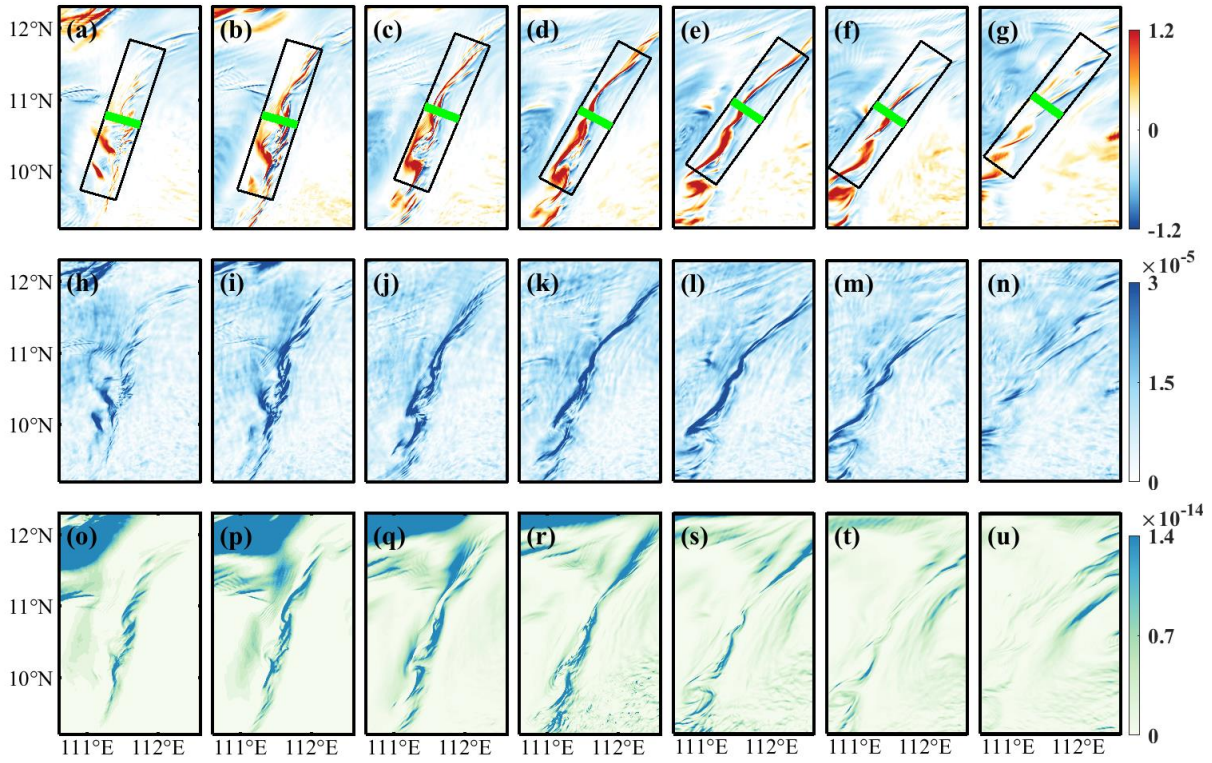 (a) (b) (c) (d) (e) (f) (g)
12°N
11°N
10°N
1.2
0
-1.2
(h) (i) (j) (k) (l) (m) (n)
12°N
11°N
10°N
×10⁻⁵
3
1.5
0
(o) (p) (q) (r) (s) (t) (u)
12°N
11°N
10°N
×10⁻¹⁴
1.4
0.7
0
111°E 112°E 111°E 112°E 111°E 112°E 111°E 112°E 111°E 112°E 111°E 112°E 111°E 112°E